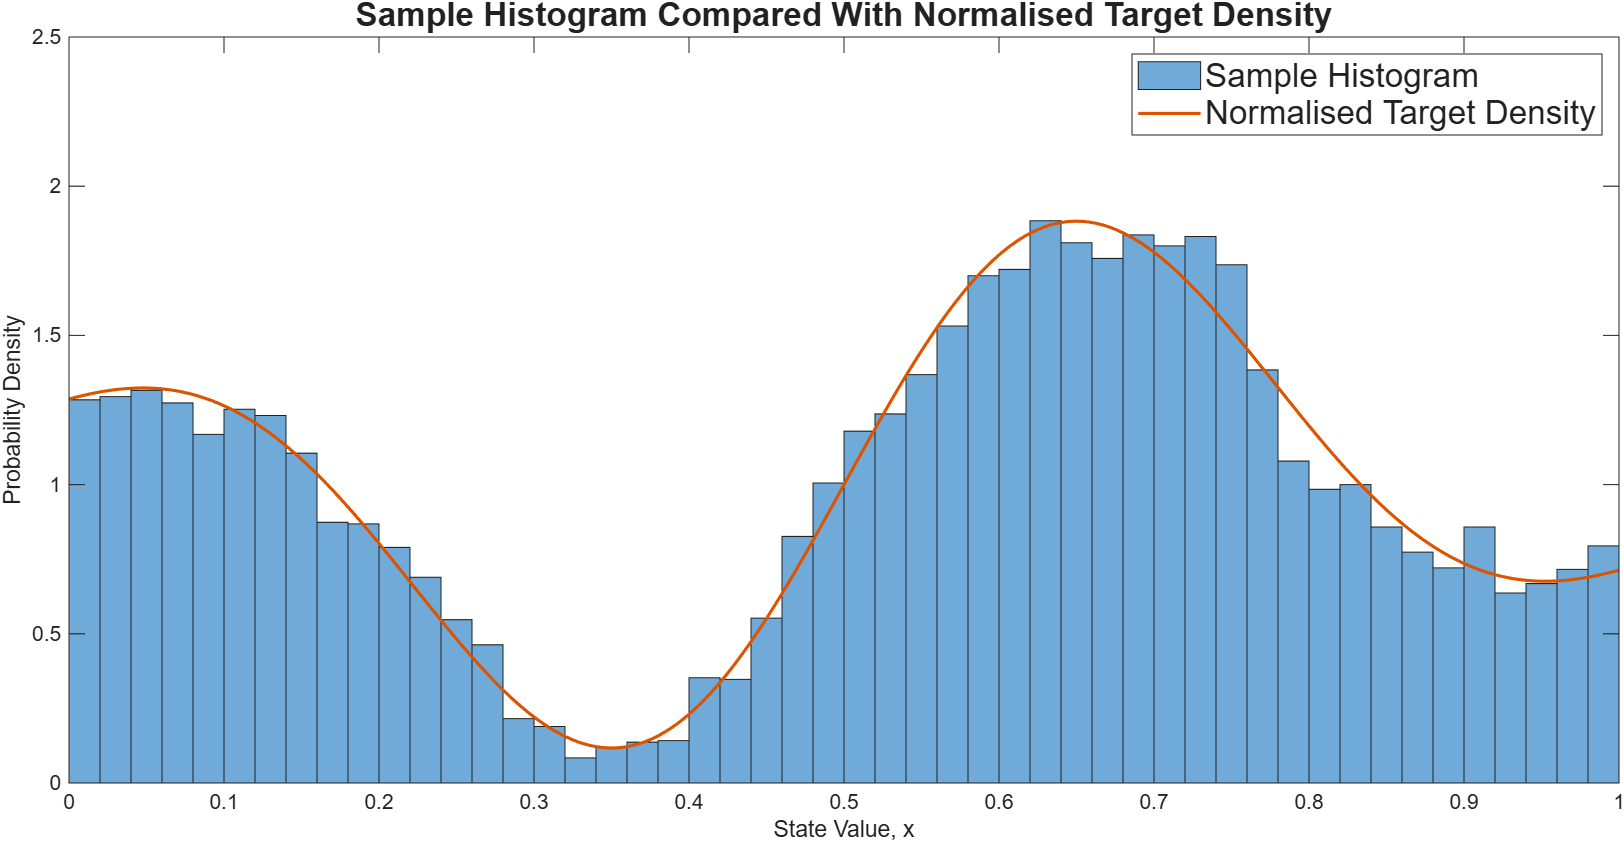 Sample Histogram Compared With Normalised Target Density
2.5
Sample Histogram
Normalised Target Density
2
1.5
Probability Density
1
0.5
0
0 0.1 0.2 0.3 0.4 0.5 0.6 0.7 0.8 0.9 1
State Value, x